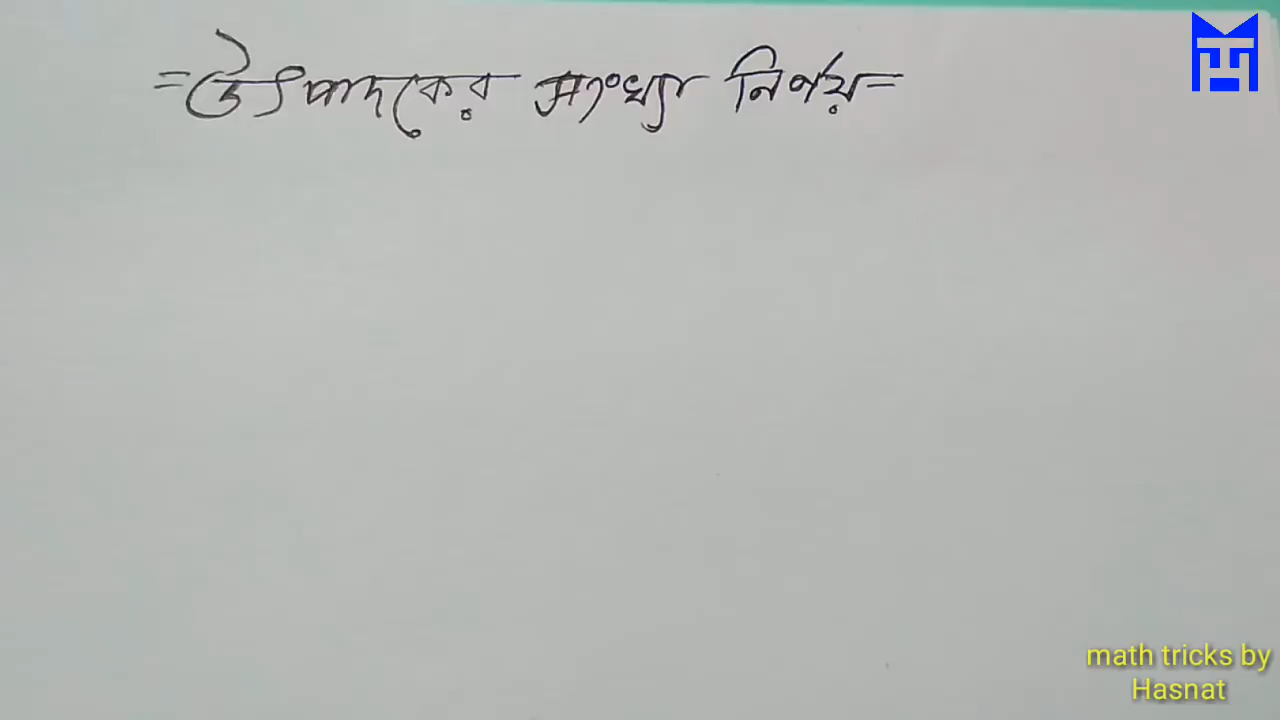 =উৎপাদকের সংখ্যা নির্ণয়=
math tricks by
Hasnat